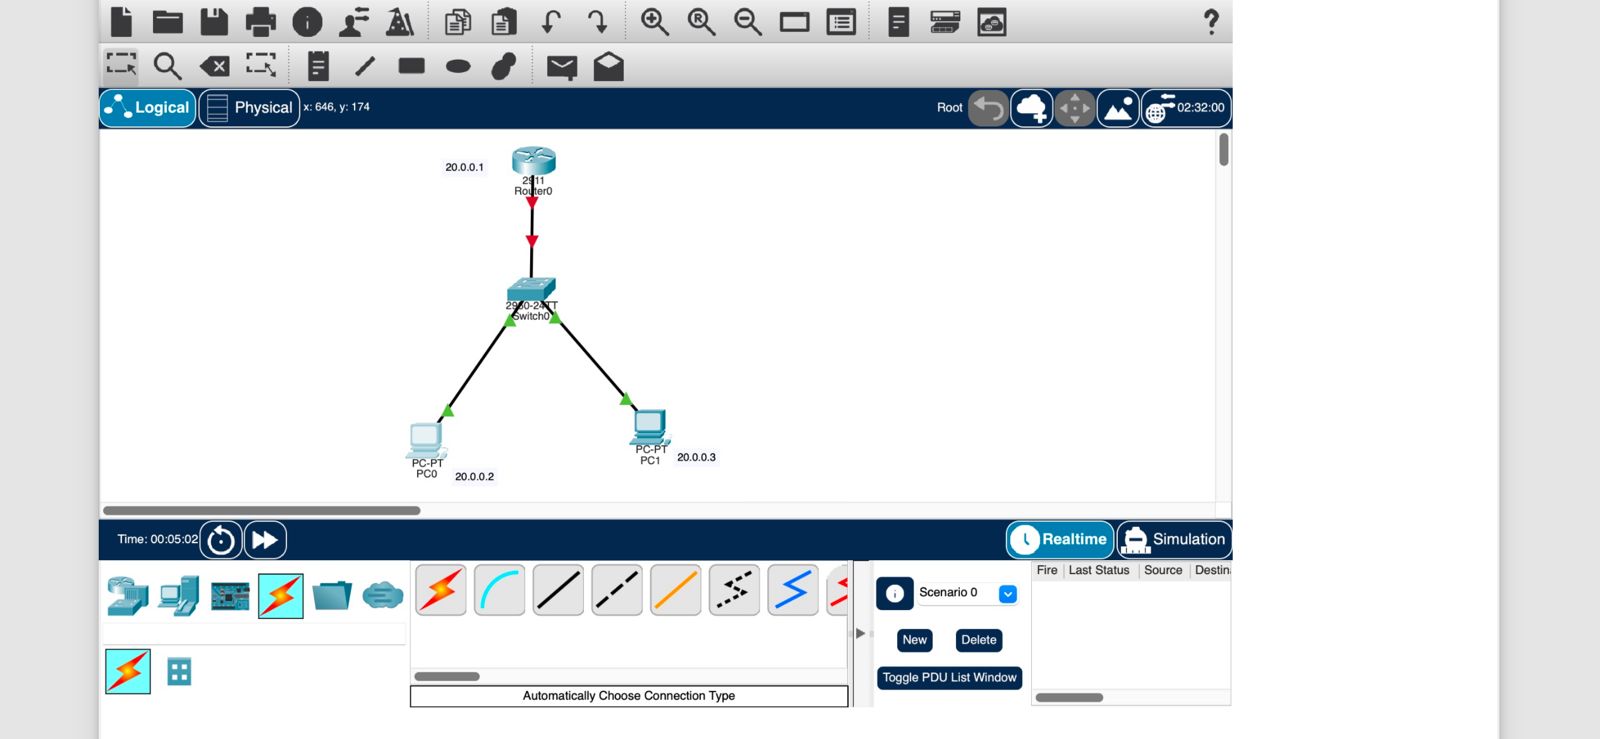 Logical
Physical
x: 646, y: 174
Root
02:32:00
20.0.0.1
2911
Router0
2960-24TT
Switch0
PC-PT
PC0
20.0.0.2
PC-PT
PC1
20.0.0.3
Time: 00:05:02
Realtime
Simulation
Scenario 0
New
Delete
Toggle PDU List Window
Fire
Last Status
Source
Destin
Automatically Choose Connection Type